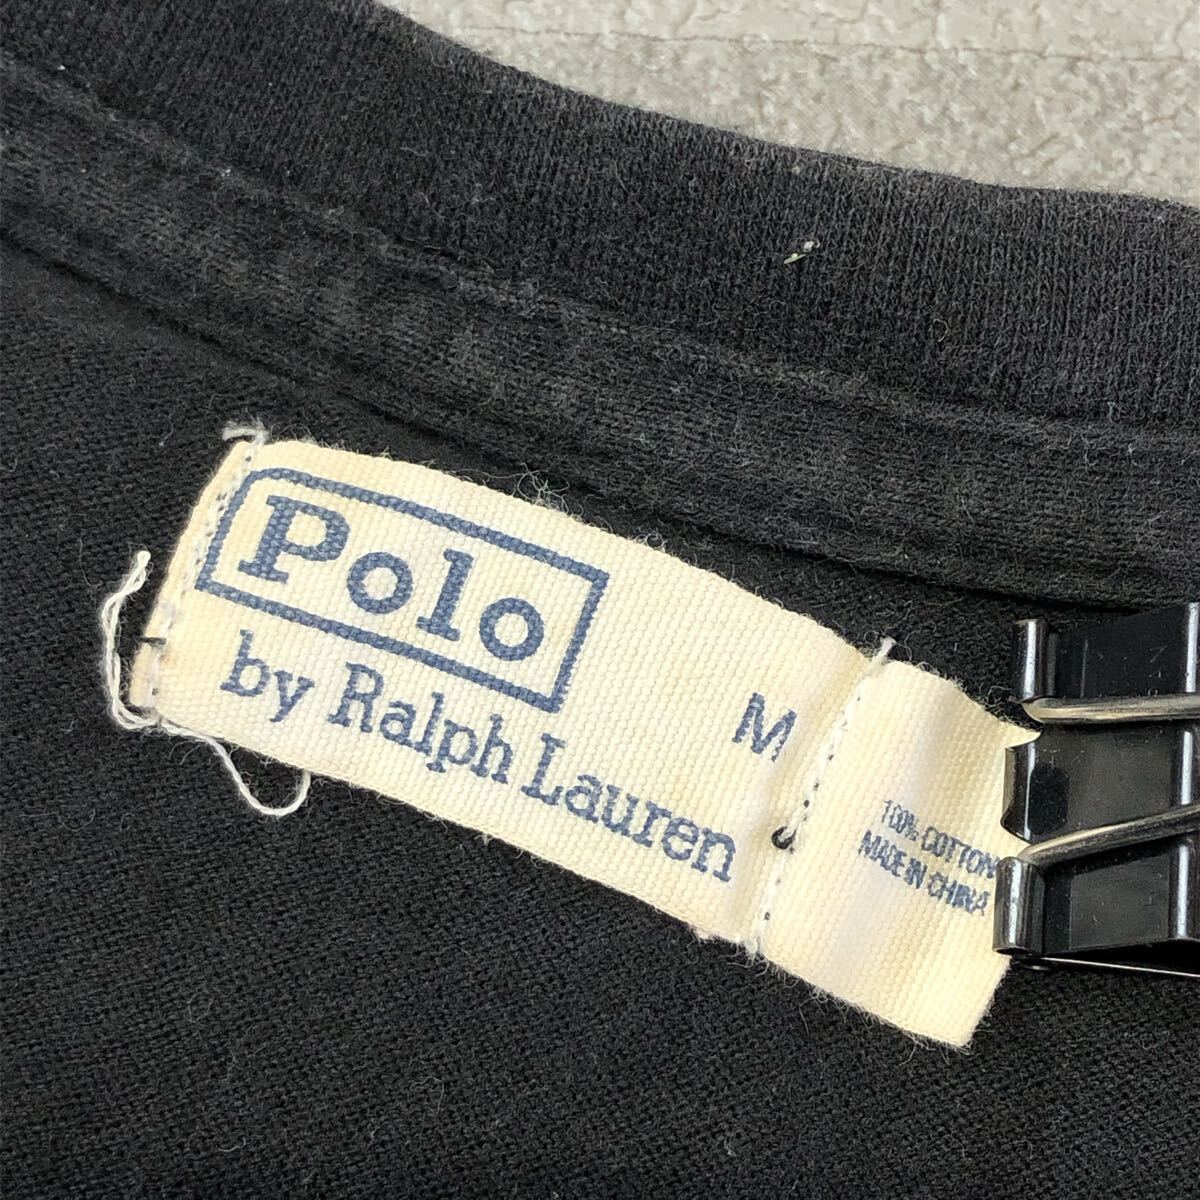 Polo
by Ralph Lauren
M
100% COTTON
MADE IN CHINA